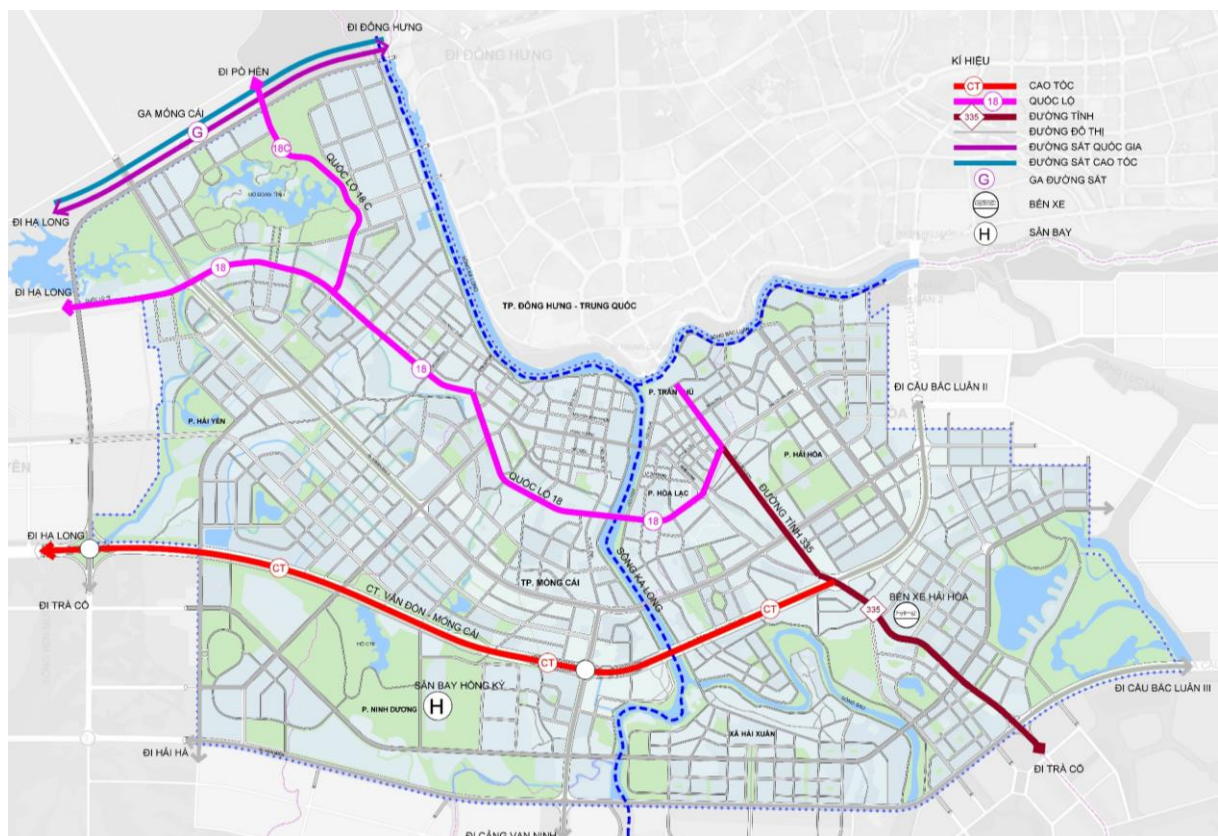 ĐI ĐÔNG HƯNG
ĐI ĐÔNG HƯNG
ĐI PÒ HÈN
GA MÓNG CÁI
G
18C
QUỐC LỘ 18 C
ĐI HẠ LONG
18
ĐI HẠ LONG
KÍ HIỆU
CT
CAO TỐC
18
QUỐC LỘ
335
ĐƯỜNG TỈNH
ĐƯỜNG ĐÔ THỊ
ĐƯỜNG SẮT QUỐC GIA
ĐƯỜNG SẮT CAO TỐC
G
GA ĐƯỜNG SẮT
BẾN XE
H
SÂN BAY
TP. ĐÔNG HƯNG - TRUNG QUỐC
18
P. HẢI YÊN
P. TRẦN PHÚ
ĐI CẦU BẮC LUÂN II
P. HẢI HÒA
P. HÒA LẠC
QUỐC LỘ 18
18
ĐƯỜNG TỈNH 335
ĐI HẠ LONG
CT
CT. VÂN ĐỒN - MÓNG CÁI
TP. MÓNG CÁI
SÔNG KA LONG
CT
335
BẾN XE HẢI HÒA
ĐI TRÀ CỔ
CT
SÂN BAY HỒNG KỲ
P. NINH DƯƠNG
H
XÃ HẢI XUÂN
ĐI CẦU BẮC LUÂN III
ĐI HẢI HÀ
ĐI TRÀ CỔ
ĐI CẢNG VẠN NINH